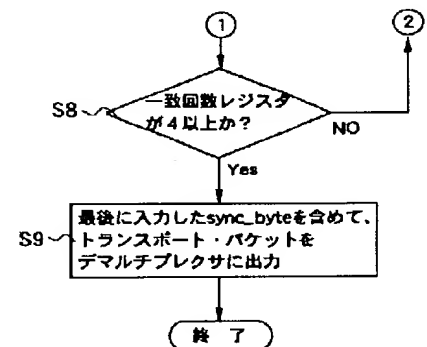 1
2
S8
一致回数レジスタ
が4以上か?
NO
Yes
S9
最後に入力したsync_byteを含めて、
トランスポート・パケットを
デマルチプレクサに出力
終 了